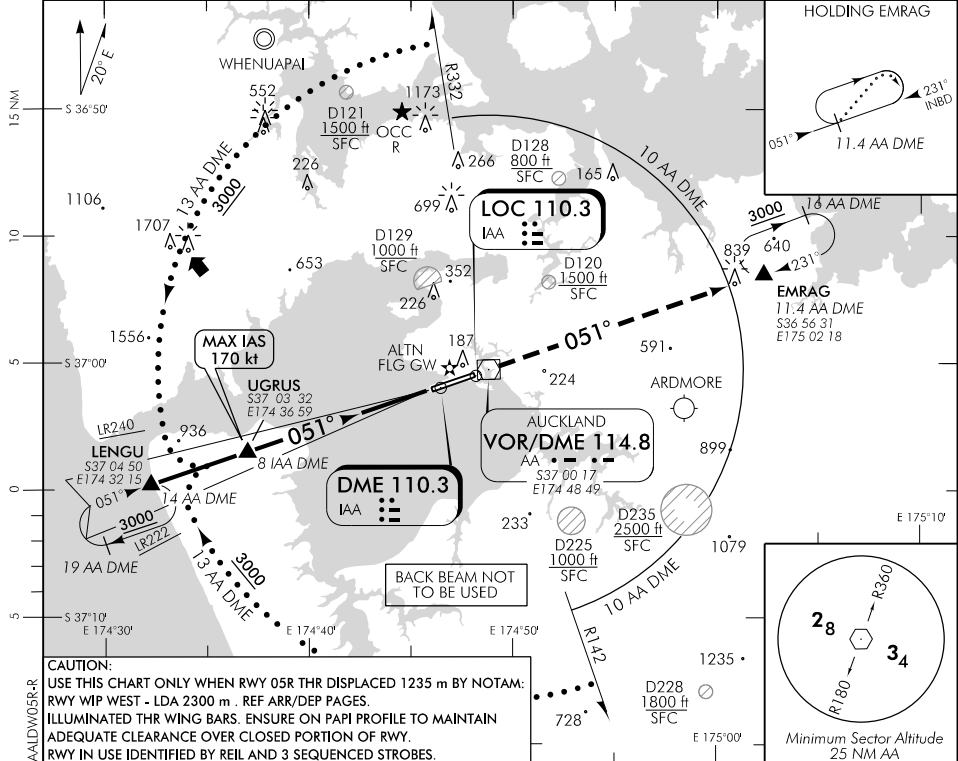 HOLDING EMRAG
051°
231°
INBD
11.4 AA DME
20° E
WHENUAPAI
552
15 NM
S 36°50'
D121
1500 ft
SFC
1173
OCC
R
R332
226
266
D128
800 ft
SFC
165
10 AA DME
13 AA DME
3000
1106
699
LOC 110.3
IAA
3000
16 AA DME
1707
10
839
640
231°
D129
1000 ft
SFC
653
352
226
D120
1500 ft
SFC
EMRAG
11.4 AA DME
S36 56 31
E175 02 18
051°
1556
MAX IAS
170 kt
187
ALTN
FLG GW
591
5
S 37°00'
UGRUS
S37 03 32
E174 36 59
224
ARDMORE
LR240
936
051°
AUCKLAND
VOR/DME 114.8
AA
S37 00 17
E174 48 49
899
LENGU
S37 04 50
E174 32 15
8 IAA DME
DME 110.3
IAA
0
051°
14 AA DME
3000
LR222
19 AA DME
233
D225
1000 ft
SFC
D235
2500 ft
SFC
E 175°10'
1079
3000
13 AA DME
BACK BEAM NOT
TO BE USED
10 AA DME
5
S 37°10'
E 174°30'
E 174°40'
E 174°50'
R142
1235
D228
1800 ft
SFC
728
E 175°00'
R360
28
34
R180
Minimum Sector Altitude
25 NM AA
CAUTION:
USE THIS CHART ONLY WHEN RWY 05R THR DISPLACED 1235 m BY NOTAM:
RWY WIP WEST - LDA 2300 m . REF ARR/DEP PAGES.
ILLUMINATED THR WING BARS. ENSURE ON PAPI PROFILE TO MAINTAIN
ADEQUATE CLEARANCE OVER CLOSED PORTION OF RWY.
RWY IN USE IDENTIFIED BY REIL AND 3 SEQUENCED STROBES.
AALDW05R-R